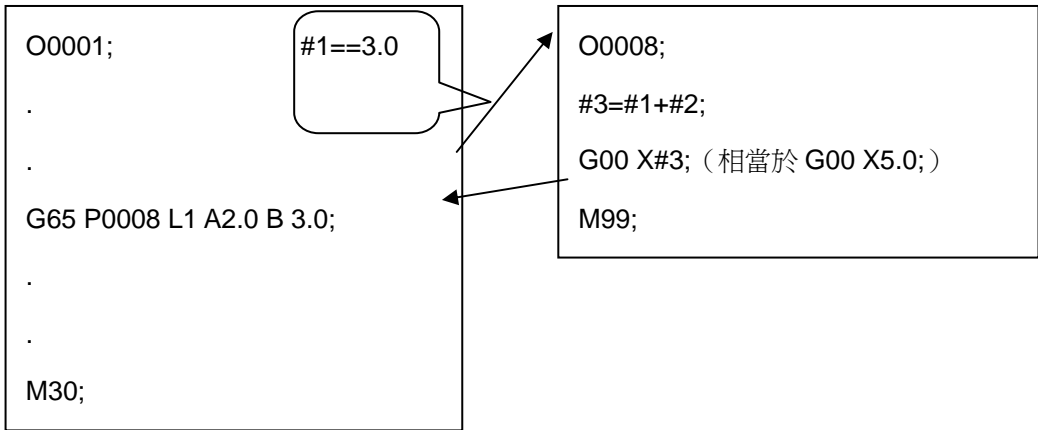 O0001;
#1==3.0
.
.
G65 P0008 L1 A2.0 B 3.0;
.
.
M30;
O0008;
#3=#1+#2;
G00 X#3;（相當於 G00 X5.0;）
M99;